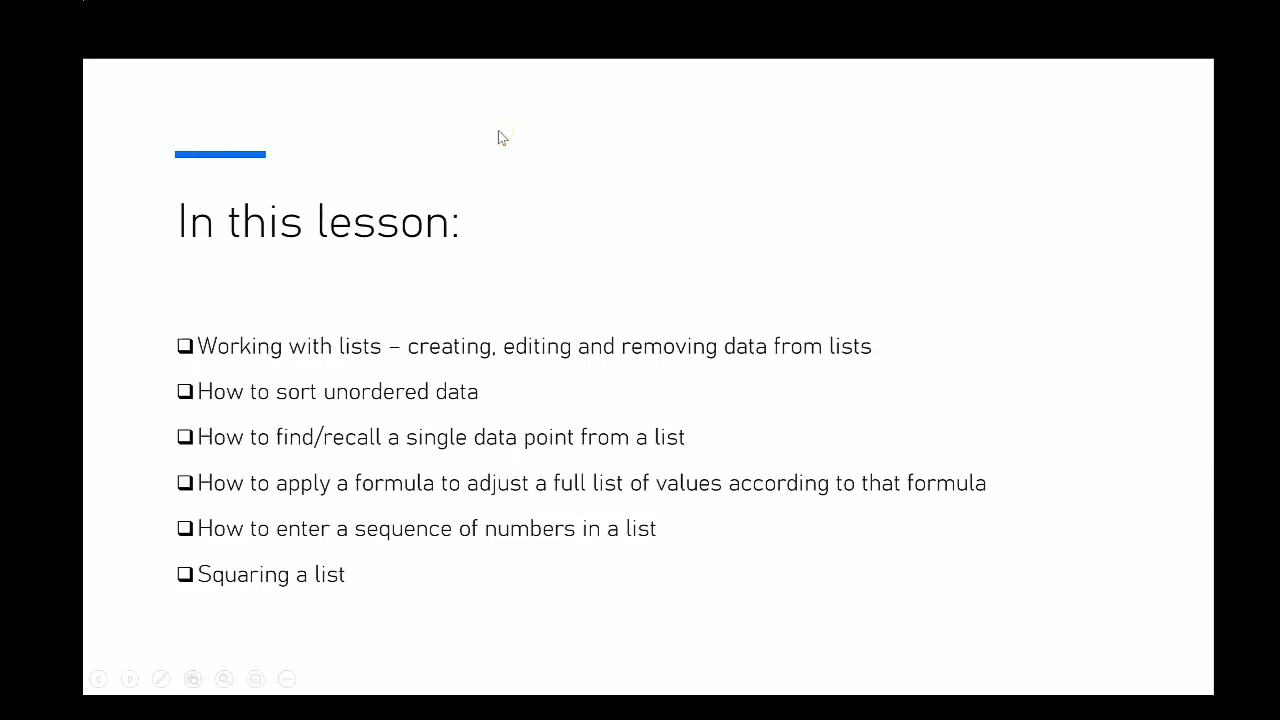 In this lesson:
Working with lists – creating, editing and removing data from lists
How to sort unordered data
How to find/recall a single data point from a list
How to apply a formula to adjust a full list of values according to that formula
How to enter a sequence of numbers in a list
Squaring a list